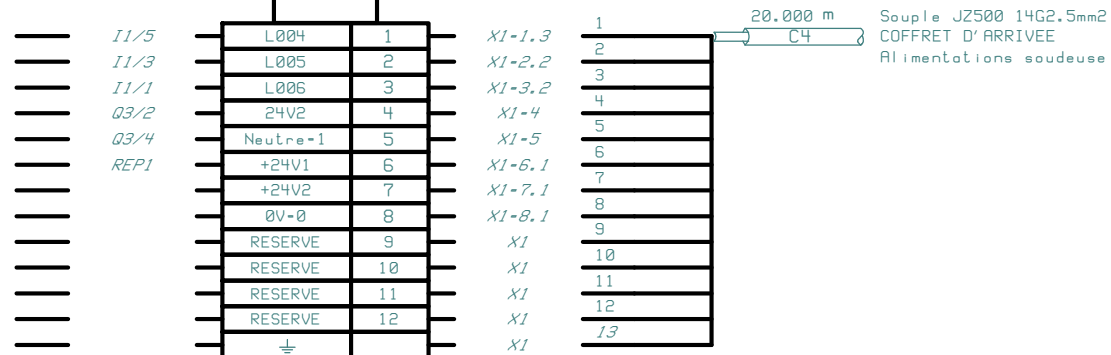 I1/5 L004 1 X1-1.3 1 20.000 m Souple JZ500 14G2.5mm2
I1/3 L005 2 X1-2.2 2 C4 COFFRET D'ARRIVEE
I1/1 L006 3 X1-3.2 3 Alimentations soudeuse
Q3/2 24V2 4 X1-4 4
Q3/4 Neutre-1 5 X1-5 5
REP1 +24V1 6 X1-6.1 6
+24V2 7 X1-7.1 7
0V-0 8 X1-8.1 8
RESERVE 9 X1 9
RESERVE 10 X1 10
RESERVE 11 X1 11
RESERVE 12 X1 12
X1 13